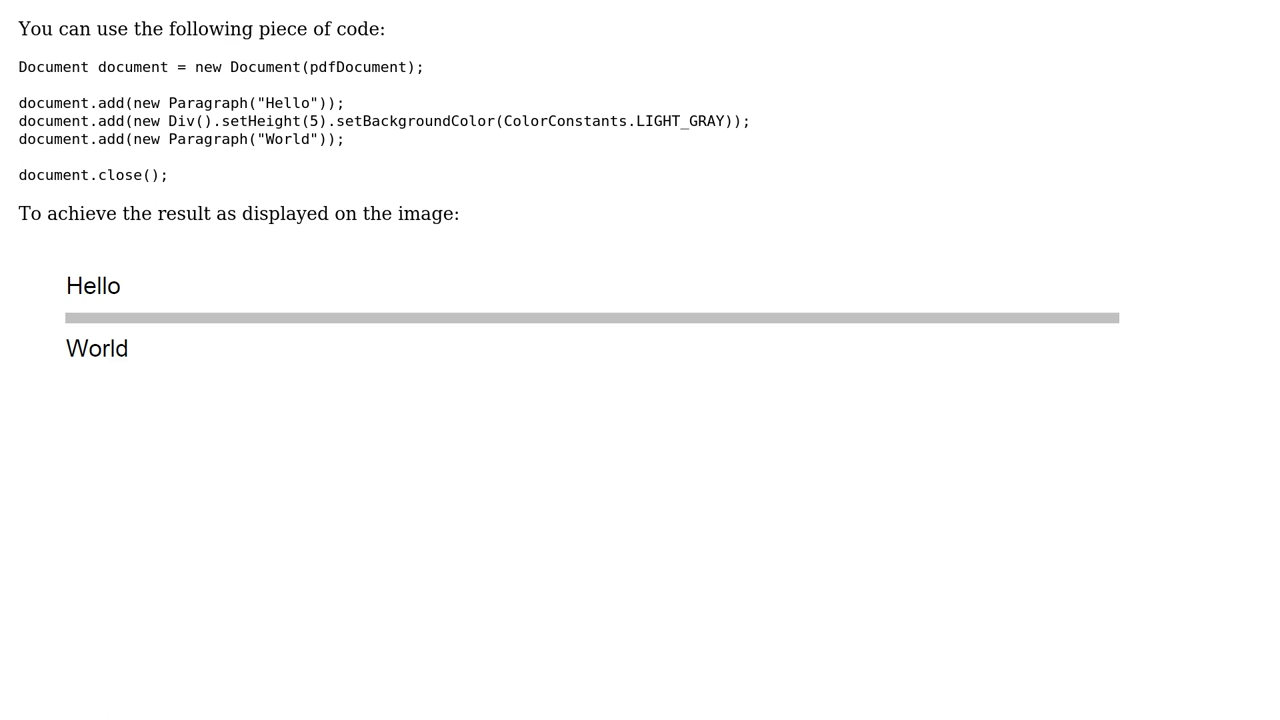 You can use the following piece of code:
Document document = new Document(pdfDocument);
document.add(new Paragraph("Hello"));
document.add(new Div().setHeight(5).setBackgroundColor(ColorConstants.LIGHT_GRAY));
document.add(new Paragraph("World"));
document.close();
To achieve the result as displayed on the image:
Hello
World